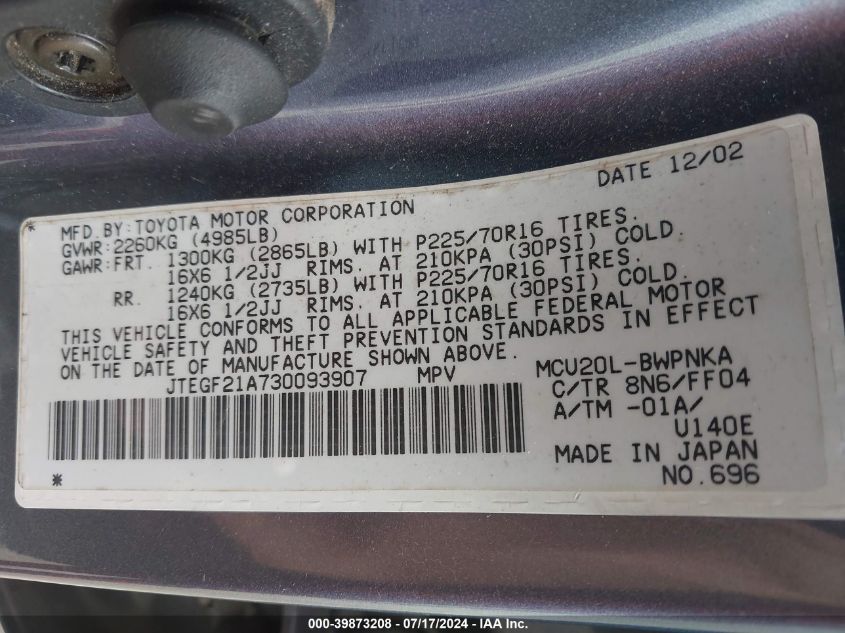 DATE 12/02
MFD.BY:TOYOTA MOTOR CORPORATION
GVWR:2260KG (4985LB)
GAWR:FRT. 1300KG (2865LB) WITH P225/70R16 TIRES.
16X6 1/2JJ RIMS. AT 210KPA (30PSI) COLD.
RR. 1240KG (2735LB) WITH P225/70R16 TIRES.
16X6 1/2JJ RIMS. AT 210KPA (30PSI) COLD.
THIS VEHICLE CONFORMS TO ALL APPLICABLE FEDERAL MOTOR
VEHICLE SAFETY AND THEFT PREVENTION STANDARDS IN EFFECT
ON THE DATE OF MANUFACTURE SHOWN ABOVE.
JTEGF21A730093907 MPV
MCU20L-BWPNKA
C/TR 8N6/FF04
A/TM -01A/
U140E
MADE IN JAPAN
* NO.696
000-39873208 - 07/17/2024 - IAA Inc.